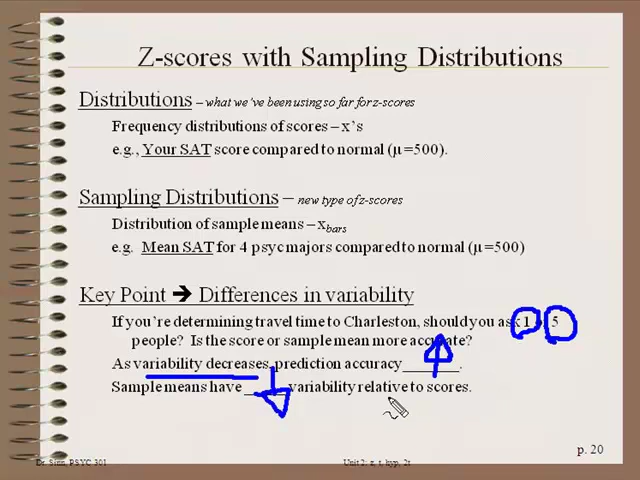 Z-scores with Sampling Distributions
Distributions – what we've been using so far for z-scores
Frequency distributions of scores – x's
e.g., Your SAT score compared to normal (µ=500).
Sampling Distributions – new type of z-scores
Distribution of sample means – xbars
e.g. Mean SAT for 4 psyc majors compared to normal (µ=500)
Key Point ➔ Differences in variability
If you're determining travel time to Charleston, should you ask 1 or 5
people? Is the score or sample mean more accurate?
As variability decreases, prediction accuracy _______.
Sample means have _____ variability relative to scores.
p. 20
Dr. Sinn, PSYC 301
Unit 2: z, t, hyp, 2t